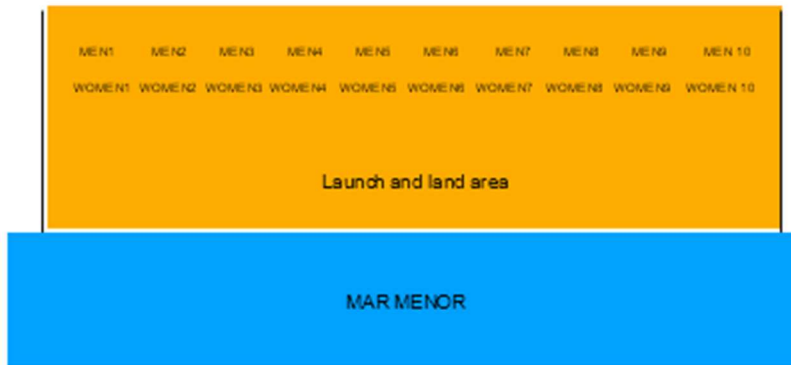 MEN1 MEN2 MEN3 MEN4 MEN5 MEN6 MEN7 MEN8 MEN9 MEN 10
WOMEN1 WOMEN2 WOMEN3 WOMEN4 WOMEN5 WOMEN6 WOMEN7 WOMEN8 WOMEN9 WOMEN 10
Launch and land area
MAR MENOR